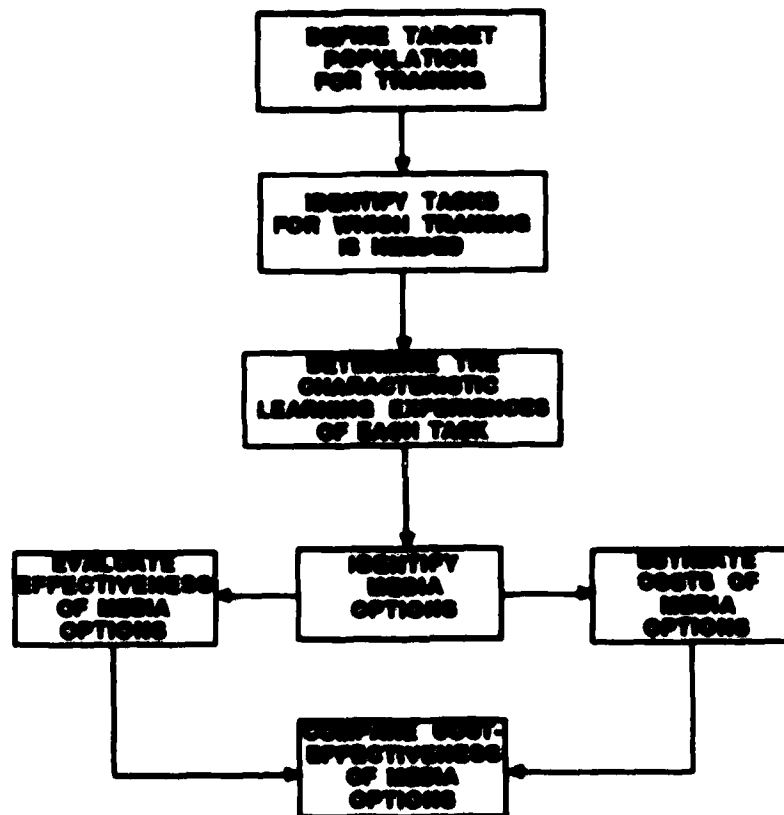 DEFINE TARGET
POPULATION
FOR TRAINING
IDENTIFY TASKS
FOR WHICH TRAINING
IS NEEDED
DETERMINE THE
CHARACTERISTIC
LEARNING EXPERIENCES
OF EACH TASK
EVALUATE
EFFECTIVENESS
OF MEDIA
OPTIONS
IDENTIFY
MEDIA
OPTIONS
ESTIMATE
COSTS OF
MEDIA
OPTIONS
COMPARE COST-
EFFECTIVENESS
OF MEDIA
OPTIONS